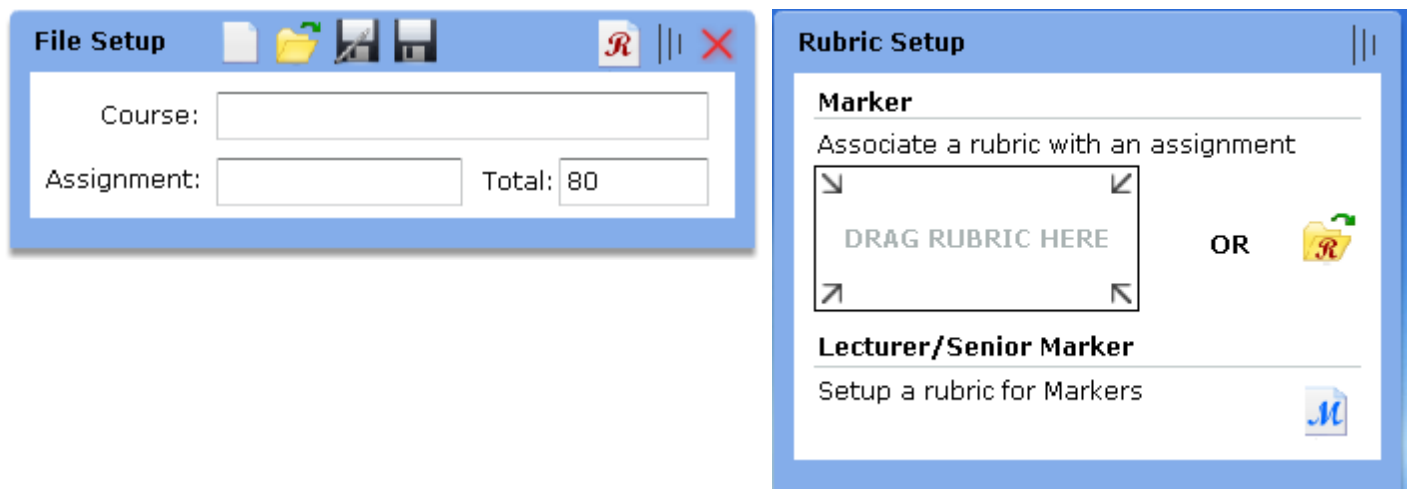 File Setup
R
Course:
Assignment:
Total: 80
Rubric Setup
Marker
Associate a rubric with an assignment
DRAG RUBRIC HERE
OR
R
Lecturer/Senior Marker
Setup a rubric for Markers
M